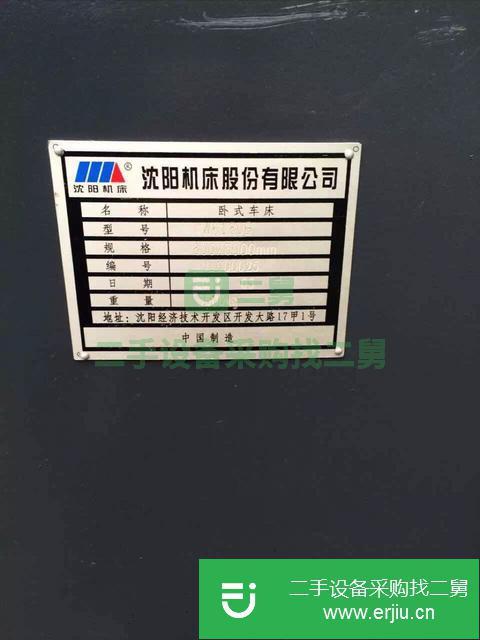 沈阳机床
®
沈阳机床股份有限公司
名 称 卧式车床
型 号
规 格
编 号
日 期
重 量
地址:沈阳经济技术开发区开发大路17甲1号
中国制造
二舅
二手设备采购找二舅
二手设备采购找二舅
www.erjiu.cn